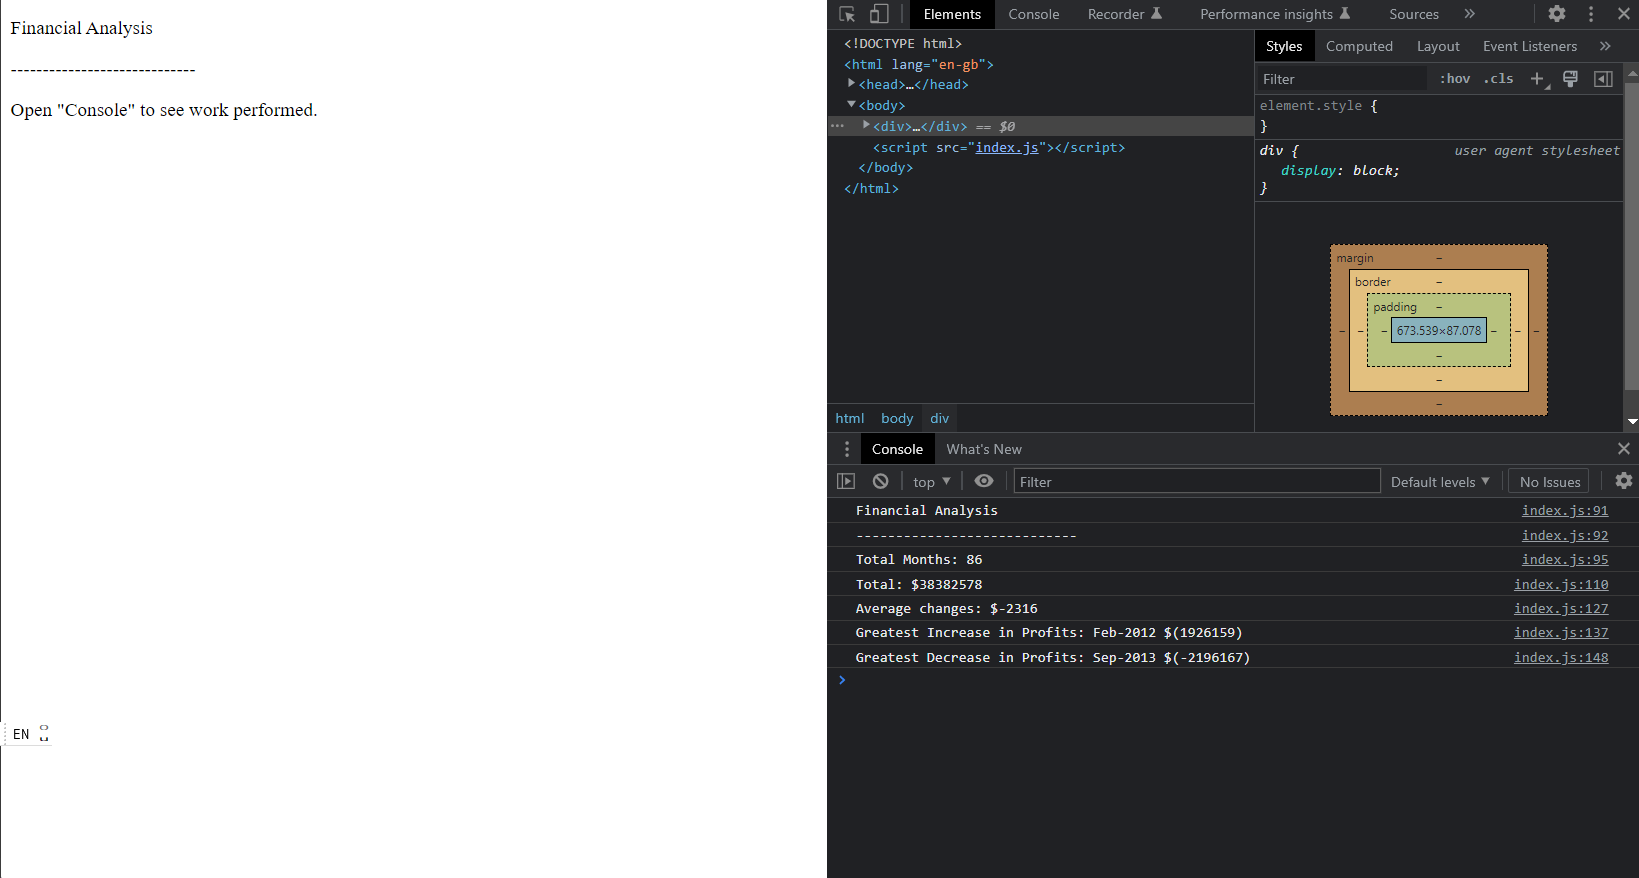 Financial Analysis
-----------------------------
Open "Console" to see work performed.
EN
Elements Console Recorder Performance insights Sources »
<!DOCTYPE html>
<html lang="en-gb">
<head>…</head>
<body>
<div>…</div> == $0
<script src="index.js"></script>
</body>
</html>
html body div
Styles Computed Layout Event Listeners »
Filter :hov .cls +
element.style {
}
div { user agent stylesheet
display: block;
}
margin –
border –
padding –
– – – 673.539×87.078 – – –
–
–
–
Console What's New
top Filter Default levels No Issues
Financial Analysis index.js:91
---------------------------- index.js:92
Total Months: 86 index.js:95
Total: $38382578 index.js:110
Average changes: $-2316 index.js:127
Greatest Increase in Profits: Feb-2012 $(1926159) index.js:137
Greatest Decrease in Profits: Sep-2013 $(-2196167) index.js:148
>